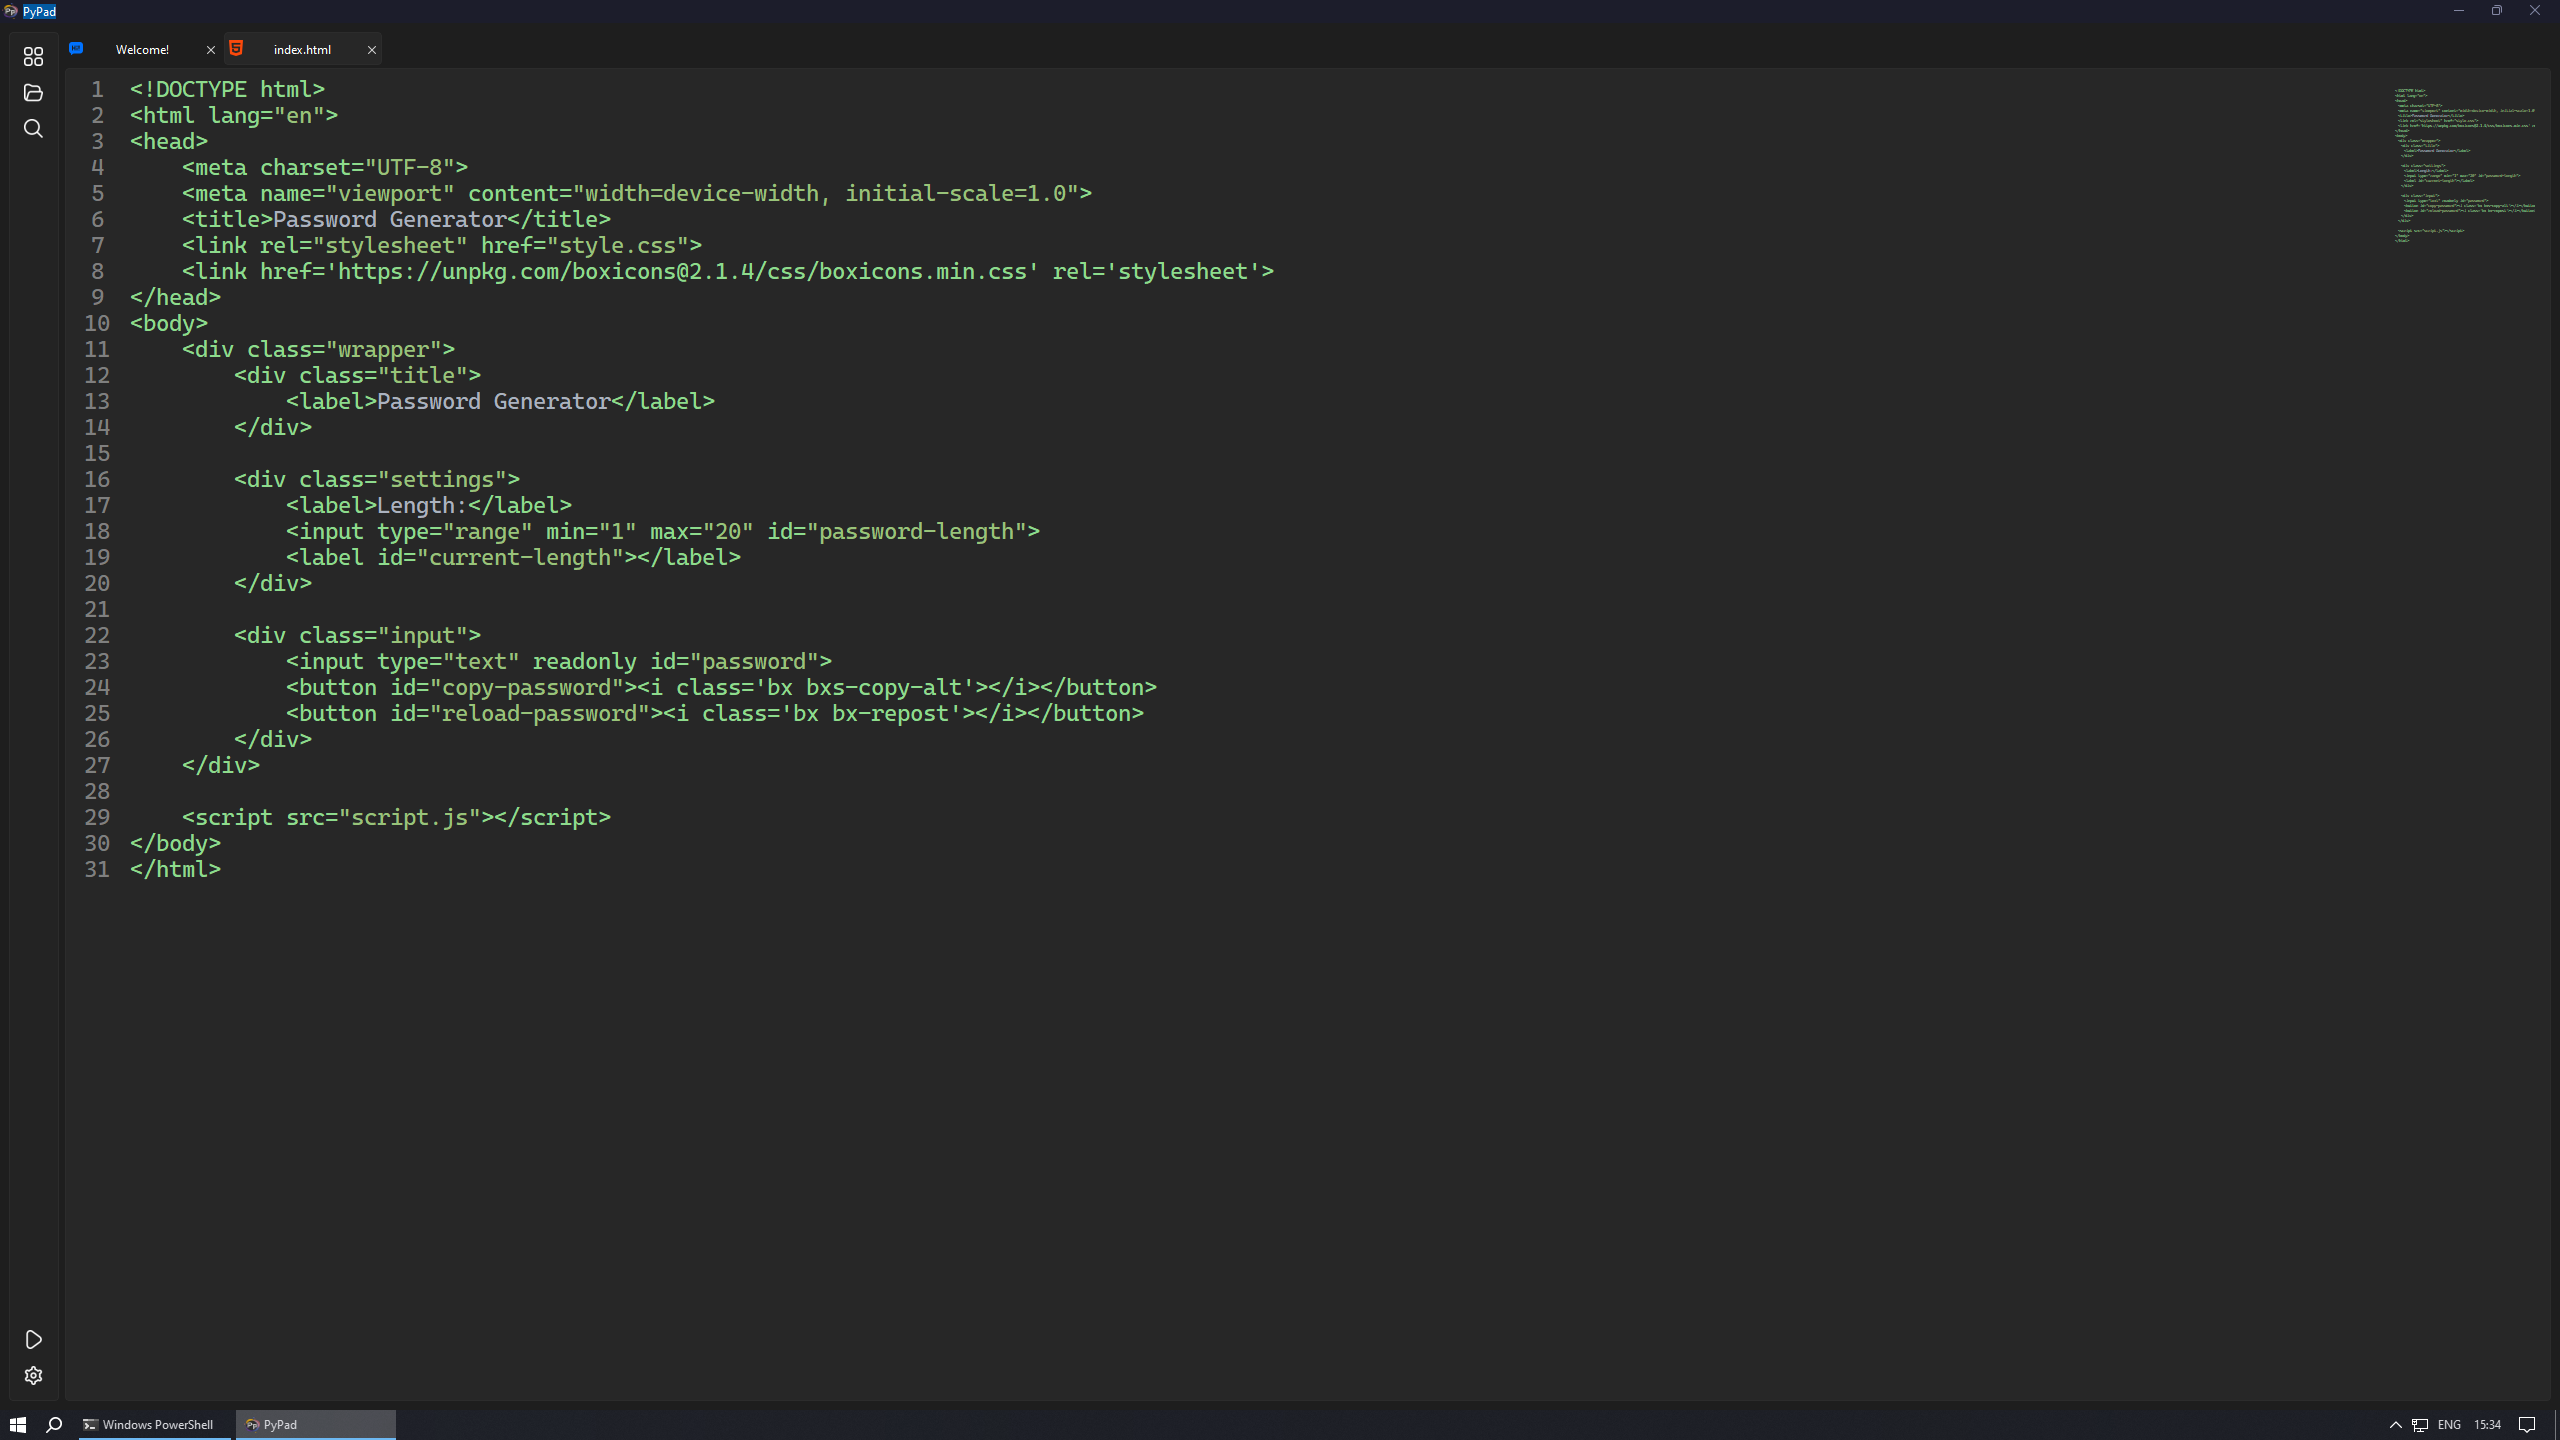 PyPad
Welcome!
index.html
1 <!DOCTYPE html>
2 <html lang="en">
3 <head>
4     <meta charset="UTF-8">
5     <meta name="viewport" content="width=device-width, initial-scale=1.0">
6     <title>Password Generator</title>
7     <link rel="stylesheet" href="style.css">
8     <link href='https://unpkg.com/boxicons@2.1.4/css/boxicons.min.css' rel='stylesheet'>
9 </head>
10 <body>
11     <div class="wrapper">
12         <div class="title">
13             <label>Password Generator</label>
14         </div>
15
16         <div class="settings">
17             <label>Length:</label>
18             <input type="range" min="1" max="20" id="password-length">
19             <label id="current-length"></label>
20         </div>
21
22         <div class="input">
23             <input type="text" readonly id="password">
24             <button id="copy-password"><i class='bx bxs-copy-alt'></i></button>
25             <button id="reload-password"><i class='bx bx-repost'></i></button>
26         </div>
27     </div>
28
29     <script src="script.js"></script>
30 </body>
31 </html>
Windows PowerShell
PyPad
ENG
15:34